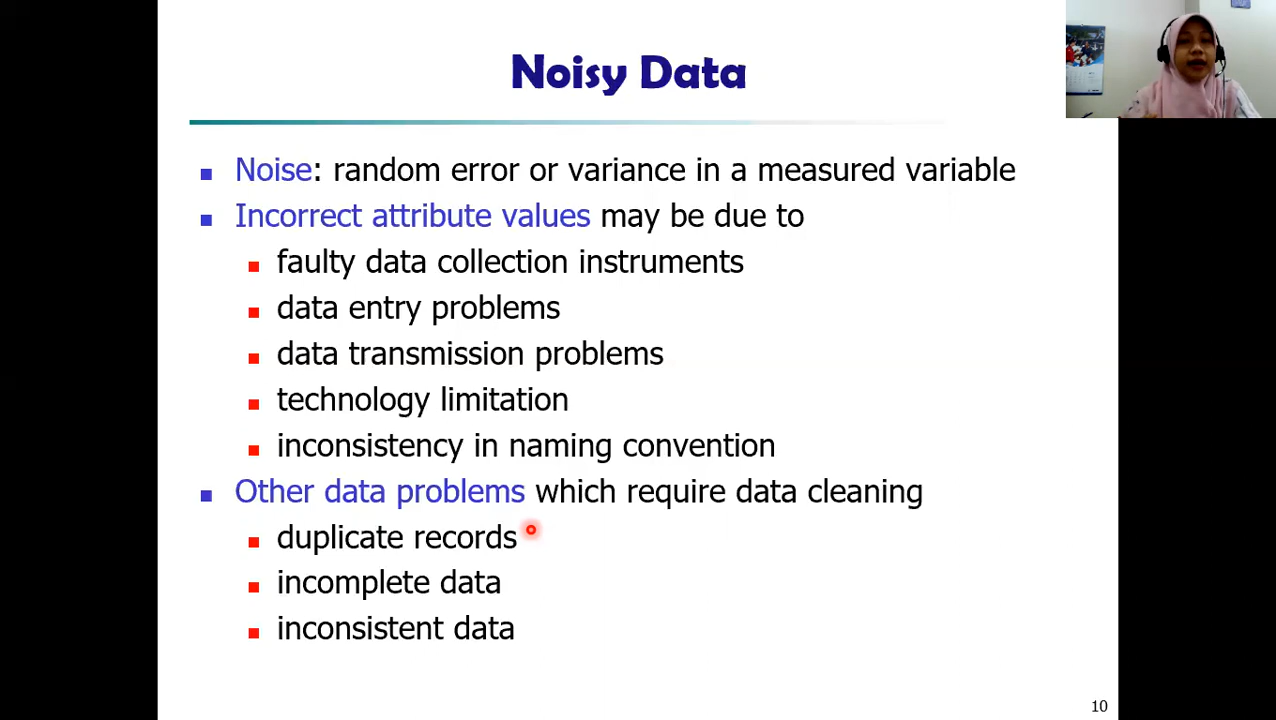 Noisy Data
Noise: random error or variance in a measured variable
Incorrect attribute values may be due to
faulty data collection instruments
data entry problems
data transmission problems
technology limitation
inconsistency in naming convention
Other data problems which require data cleaning
duplicate records
incomplete data
inconsistent data
10